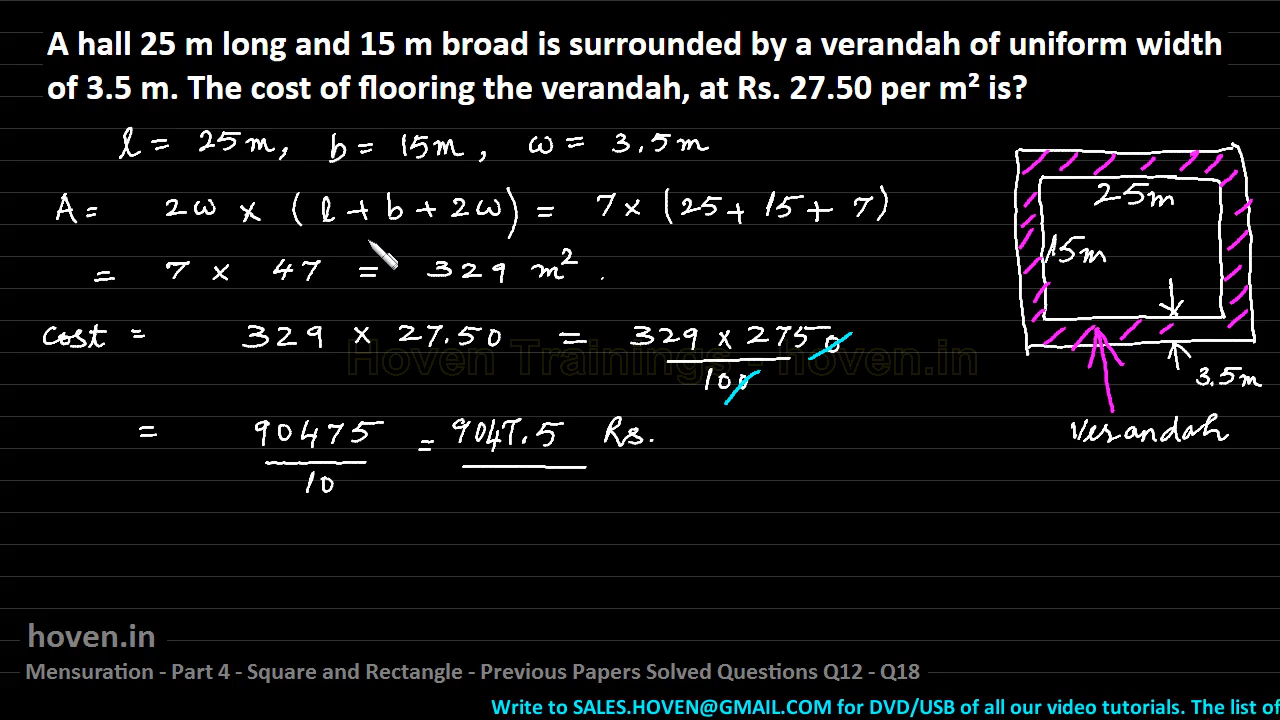 A hall 25 m long and 15 m broad is surrounded by a verandah of uniform width
of 3.5 m. The cost of flooring the verandah, at Rs. 27.50 per m² is?
l = 25m, b = 15m, w = 3.5m
A = 2w × (l + b + 2w) = 7 × (25 + 15 + 7)
= 7 × 47 = 329 m².
Cost = 329 × 27.50 = 329 × 2750
100
= 90475 = 9047.5 Rs.
10
25m
15m
3.5m
Verandah
Hoven Trainings - hoven.in
hoven.in
Mensuration - Part 4 - Square and Rectangle - Previous Papers Solved Questions Q12 - Q18
Write to SALES.HOVEN@GMAIL.COM for DVD/USB of all our video tutorials. The list of